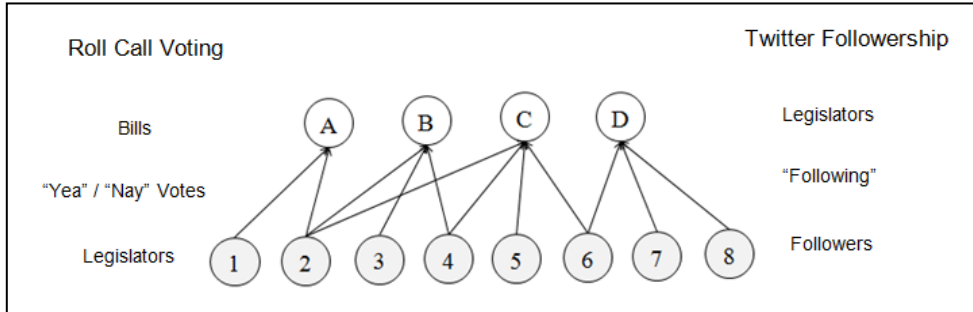 Roll Call Voting
Twitter Followership
Bills
A
B
C
D
Legislators
“Yea” / “Nay” Votes
“Following”
Legislators
1
2
3
4
5
6
7
8
Followers